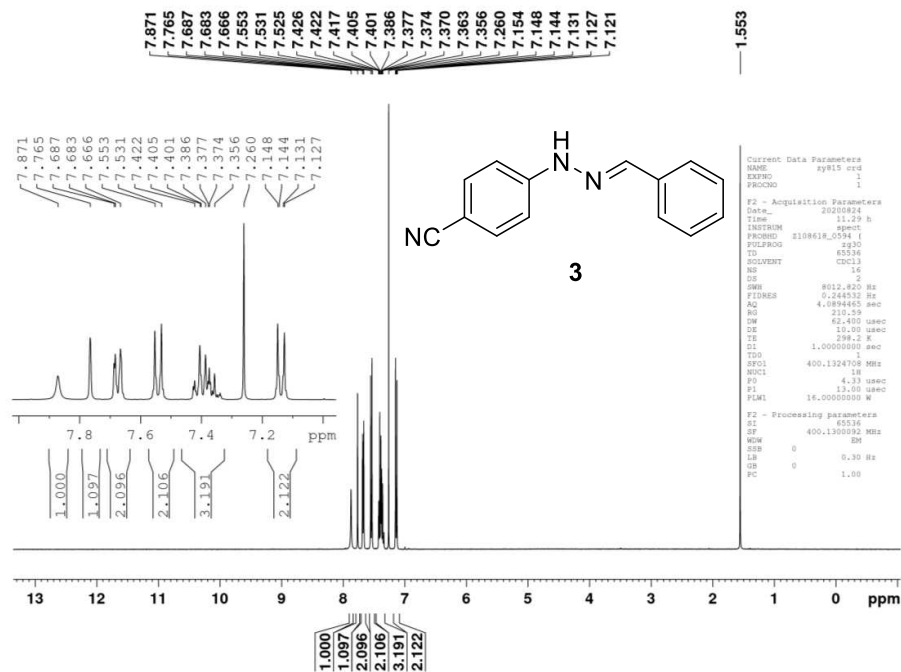 7.871
7.765
7.687
7.683
7.666
7.553
7.531
7.525
7.426
7.422
7.417
7.405
7.401
7.386
7.377
7.374
7.370
7.363
7.356
7.260
7.154
7.148
7.144
7.131
7.127
7.121
1.553
7.871
7.765
7.687
7.683
7.666
7.553
7.531
7.422
7.405
7.401
7.386
7.377
7.374
7.356
7.260
7.148
7.144
7.131
7.127
7.8 7.6 7.4 7.2 ppm
1.000
1.097
2.096
2.106
3.191
2.122
H
N
N
NC
3
Current Data Parameters
NAME zy815 crd
EXPNO 1
PROCNO 1
F2 - Acquisition Parameters
Date_ 20200824
Time 11.29 h
INSTRUM spect
PROBHD Z108618_0594 (
PULPROG zg30
TD 65536
SOLVENT CDCl3
NS 16
DS 2
SWH 8012.820 Hz
FIDRES 0.244532 Hz
AQ 4.0894465 sec
RG 210.59
DW 62.400 usec
DE 10.00 usec
TE 298.2 K
D1 1.00000000 sec
TD0 1
SFO1 400.1324708 MHz
NUC1 1H
P0 4.33 usec
P1 13.00 usec
PLW1 16.00000000 W
F2 - Processing parameters
SI 65536
SF 400.1300092 MHz
WDW EM
SSB 0
LB 0.30 Hz
GB 0
PC 1.00
13 12 11 10 9 8 7 6 5 4 3 2 1 0 ppm
1.000
1.097
2.096
2.106
3.191
2.122